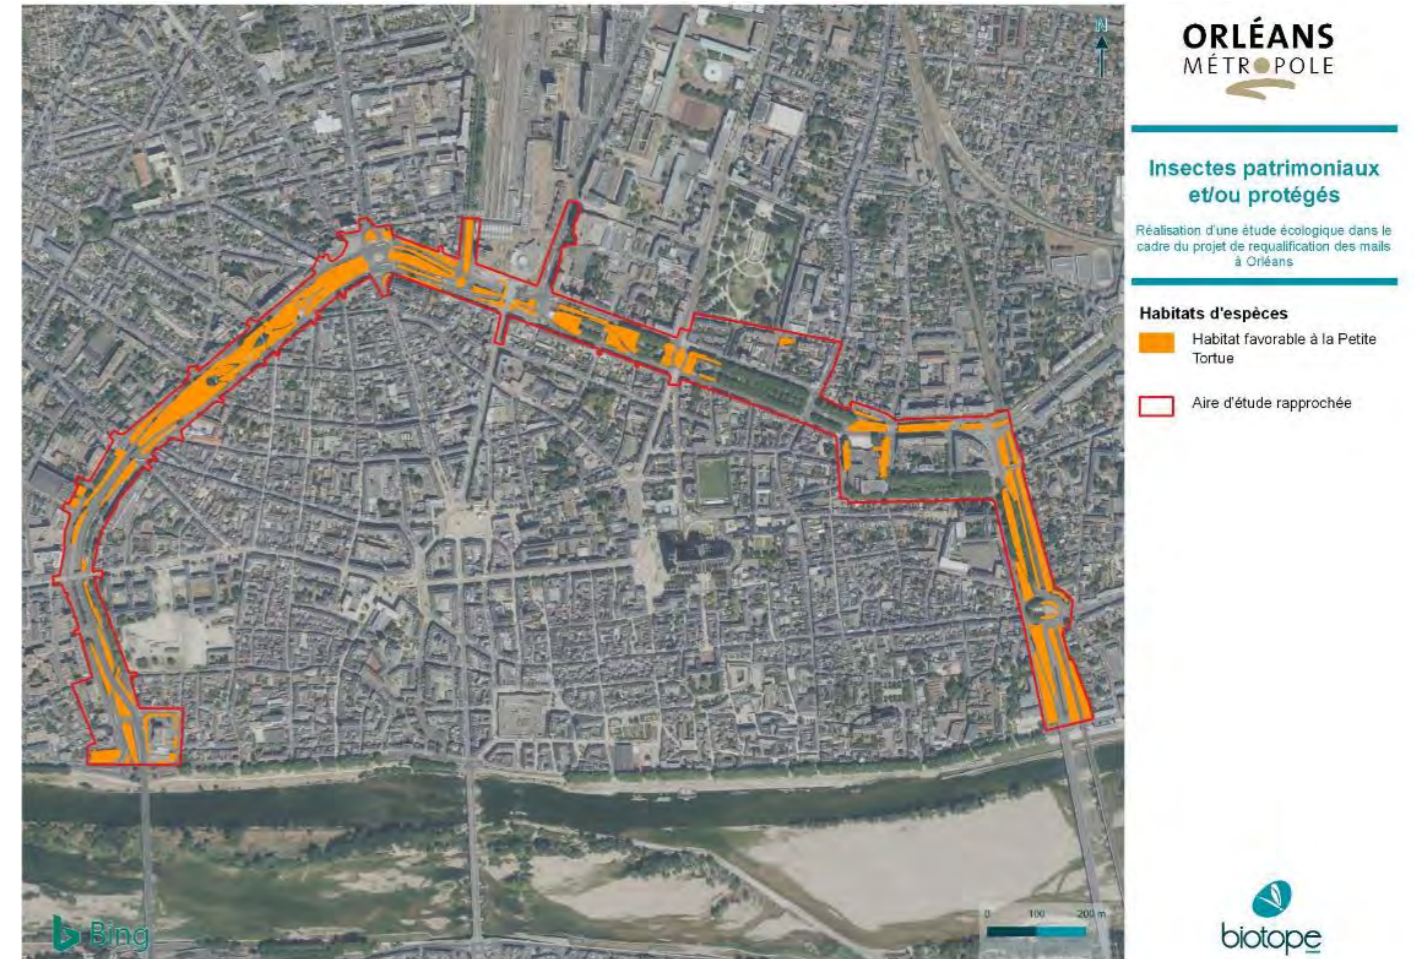 N
ORLÉANS
MÉTROPOLE
Insectes patrimoniaux
et/ou protégés
Réalisation d'une étude écologique dans le
cadre du projet de requalification des mails
à Orléans
Habitats d'espèces
Habitat favorable à la Petite
Tortue
Aire d'étude rapprochée
0 100 200 m
Bing
biotope